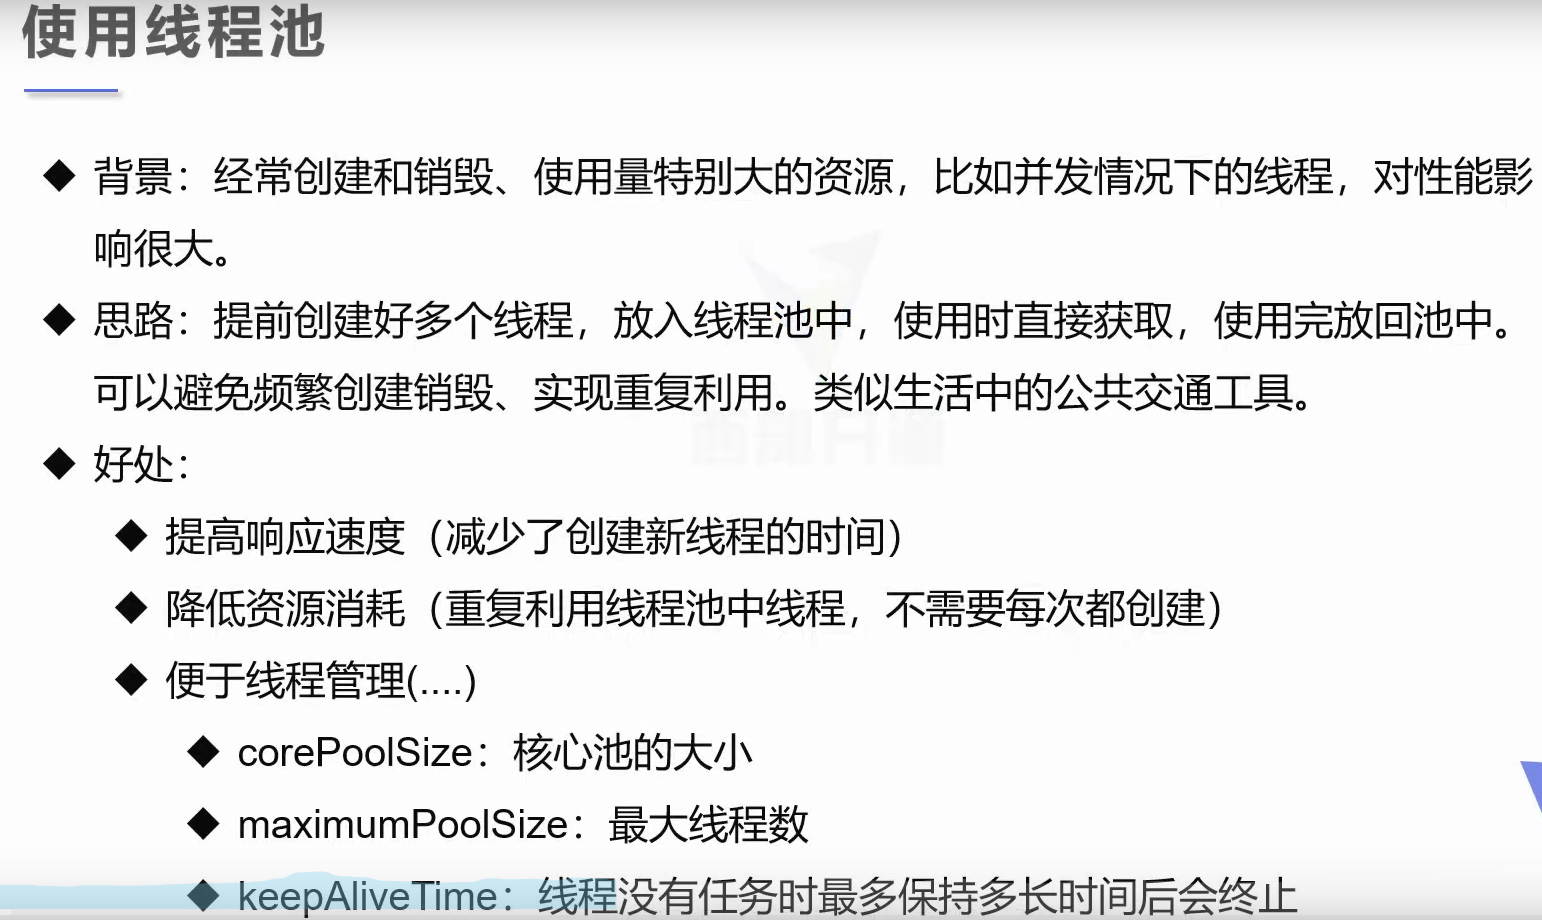 使用线程池
◆ 背景：经常创建和销毁、使用量特别大的资源，比如并发情况下的线程，对性能影
响很大。
◆ 思路：提前创建好多个线程，放入线程池中，使用时直接获取，使用完放回池中。
可以避免频繁创建销毁、实现重复利用。类似生活中的公共交通工具。
◆ 好处：
◆ 提高响应速度（减少了创建新线程的时间）
◆ 降低资源消耗（重复利用线程池中线程，不需要每次都创建）
◆ 便于线程管理(....)
◆ corePoolSize：核心池的大小
◆ maximumPoolSize：最大线程数
◆ keepAliveTime：线程没有任务时最多保持多长时间后会终止